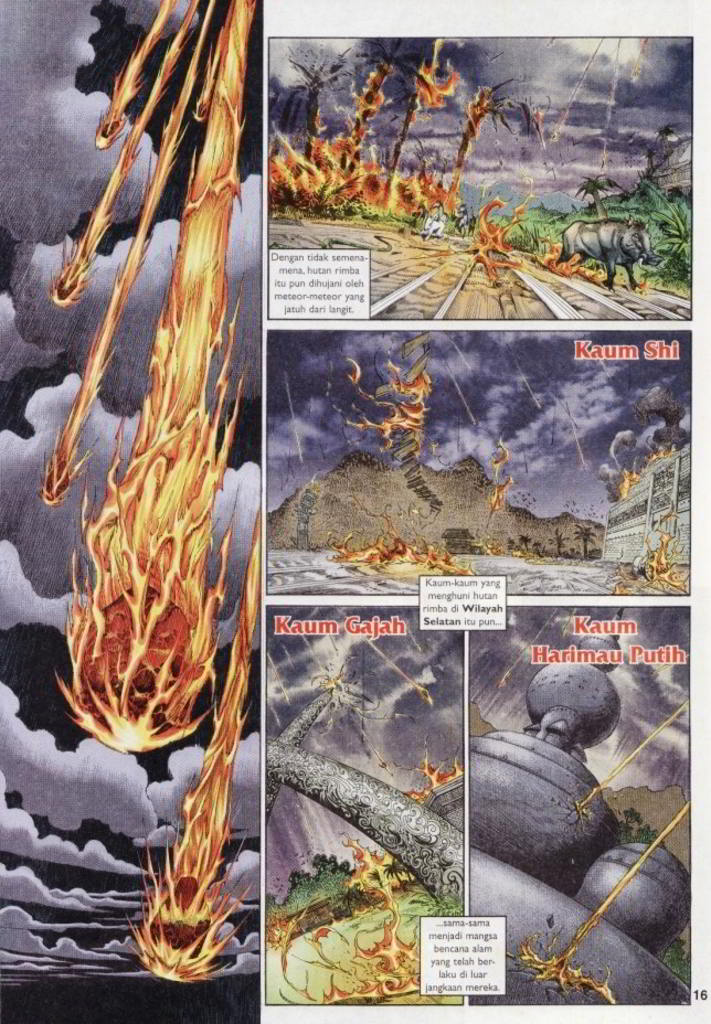 Dengan tidak semena-
mena, hutan rimba
itu pun dihujani oleh
meteor-meteor yang
jatuh dari langit.
Kaum Shi
Kaum-kaum yang
menghuni hutan
rimba di Wilayah
Selatan itu pun...
Kaum Gajah
Kaum
Harimau Putih
...sama-sama
menjadi mangsa
bencana alam
yang telah ber-
laku di luar
jangkaan mereka.
16